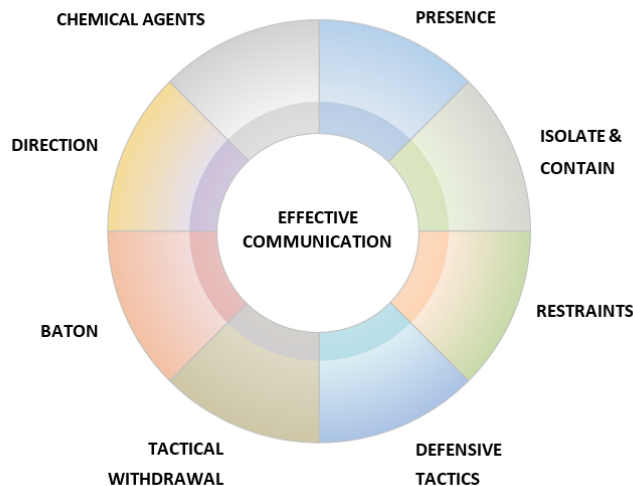 CHEMICAL AGENTS
PRESENCE
DIRECTION
ISOLATE &
CONTAIN
EFFECTIVE
COMMUNICATION
BATON
RESTRAINTS
TACTICAL
WITHDRAWAL
DEFENSIVE
TACTICS